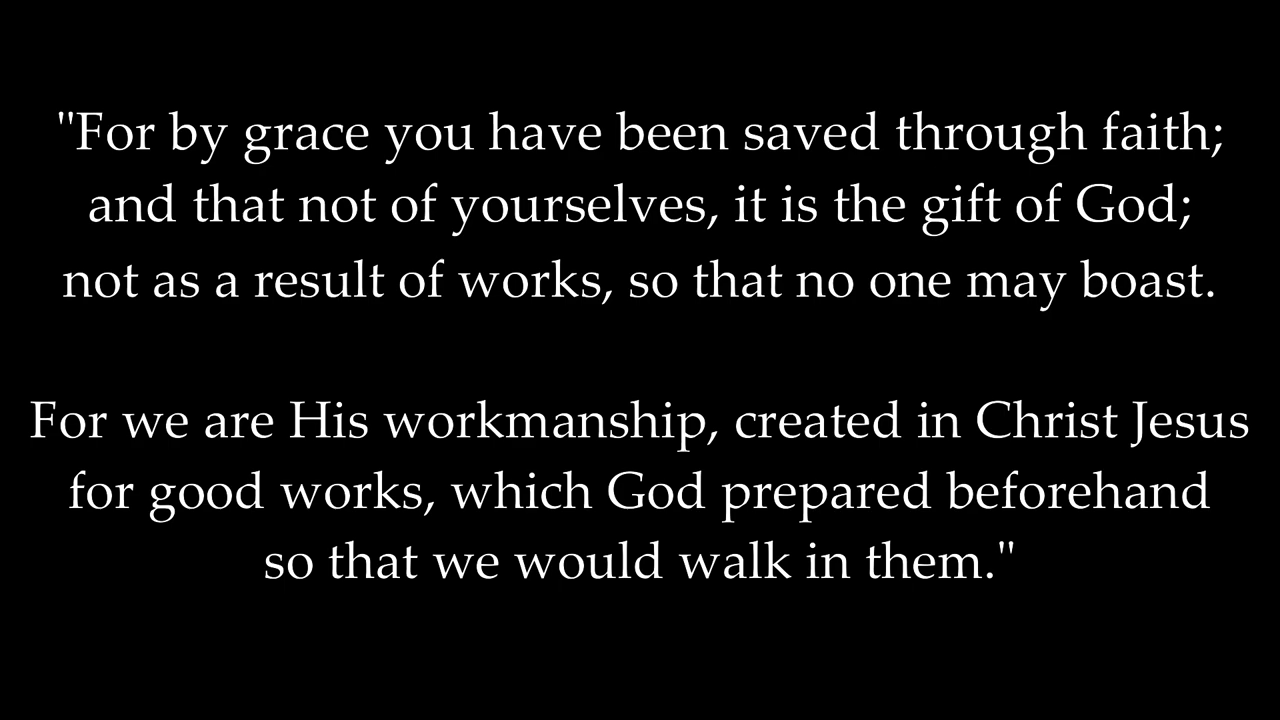 "For by grace you have been saved through faith;
and that not of yourselves, it is the gift of God;
not as a result of works, so that no one may boast.
For we are His workmanship, created in Christ Jesus
for good works, which God prepared beforehand
so that we would walk in them."